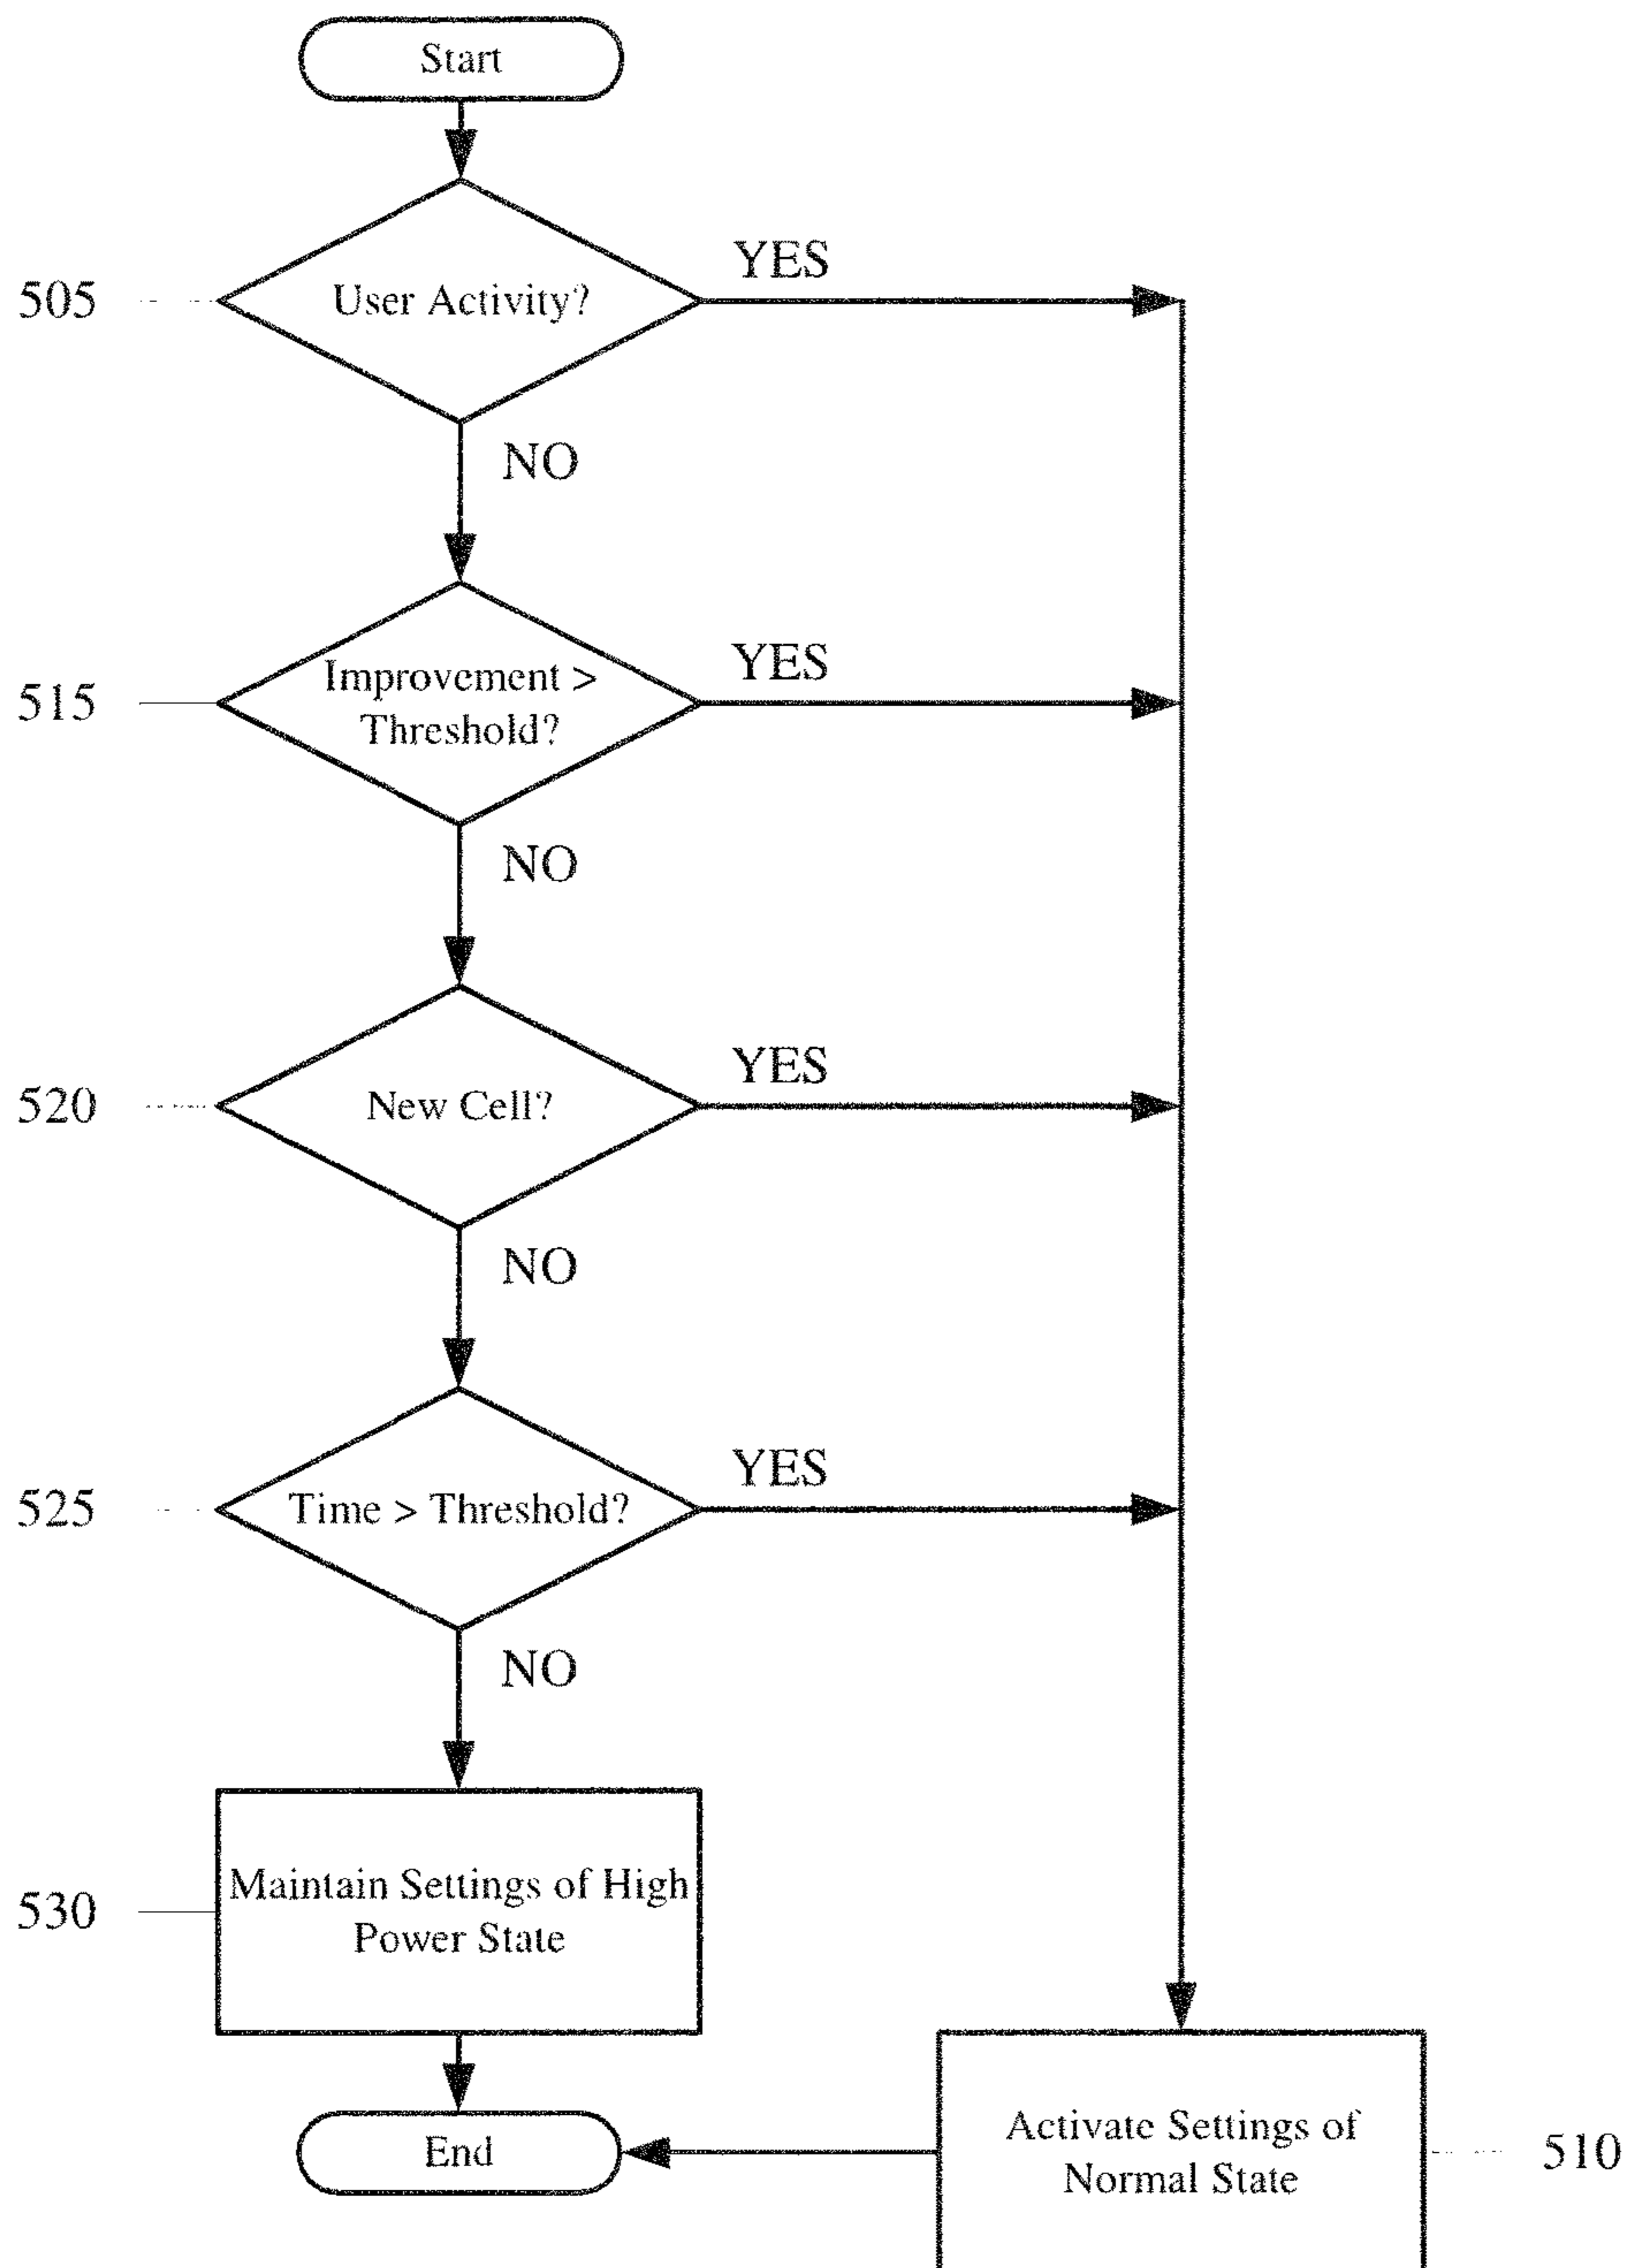 Start
505
User Activity?
YES
NO
515
Improvement >
Threshold?
YES
NO
520
New Cell?
YES
NO
525
Time > Threshold?
YES
NO
530
Maintain Settings of High
Power State
End
Activate Settings of
Normal State
510